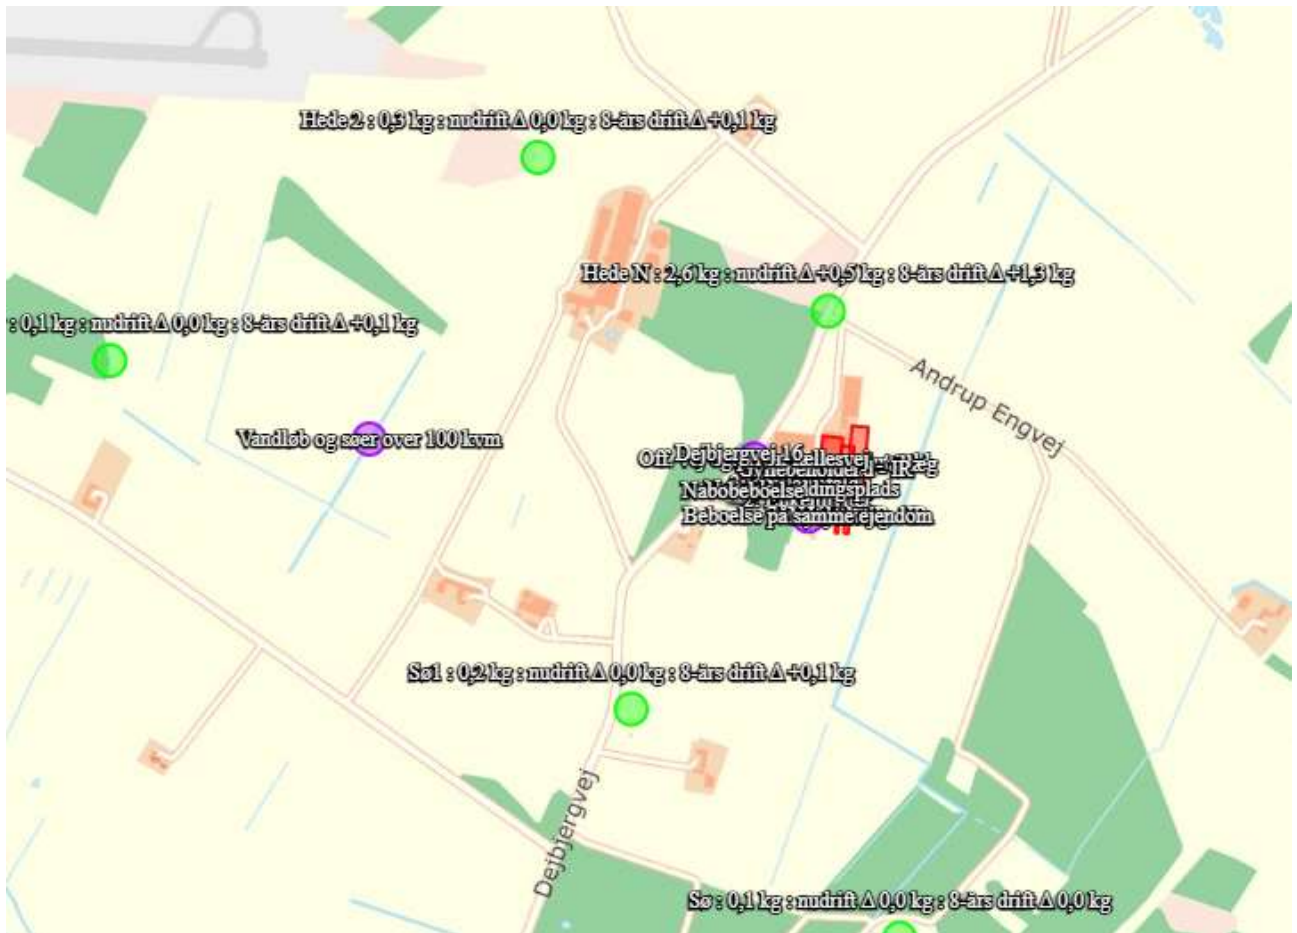 Hede 2 : 0,3 kg : nudrift Δ 0,0 kg : 8-års drift Δ +0,1 kg
Hede N : 2,6 kg : nudrift Δ +0,5 kg : 8-års drift Δ +1,3 kg
: 0,1 kg : nudrift Δ 0,0 kg : 8-års drift Δ +0,1 kg
Andrup Engvej
Vandløb og søer over 100 kvm
Dejbjergvej 16
Nabobeboelse
Beboelse på samme ejendom
Sø1 : 0,2 kg : nudrift Δ 0,0 kg : 8-års drift Δ +0,1 kg
Dejbjergvej
Sø : 0,1 kg : nudrift Δ 0,0 kg : 8-års drift Δ 0,0 kg